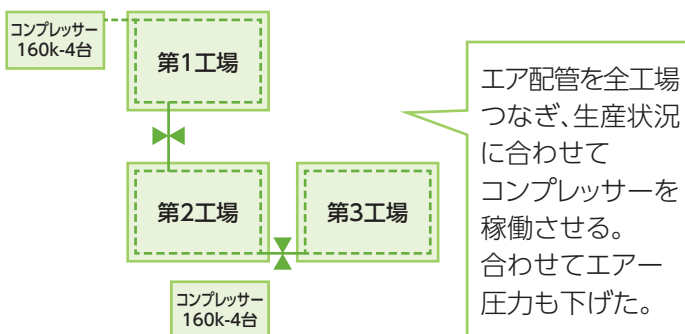 コンプレッサー
160k-4台
第1工場
第2工場
第3工場
コンプレッサー
160k-4台
エア配管を全工場
つなぎ、生産状況
に合わせて
コンプレッサーを
稼働させる。
合わせてエアー
圧力も下げた。